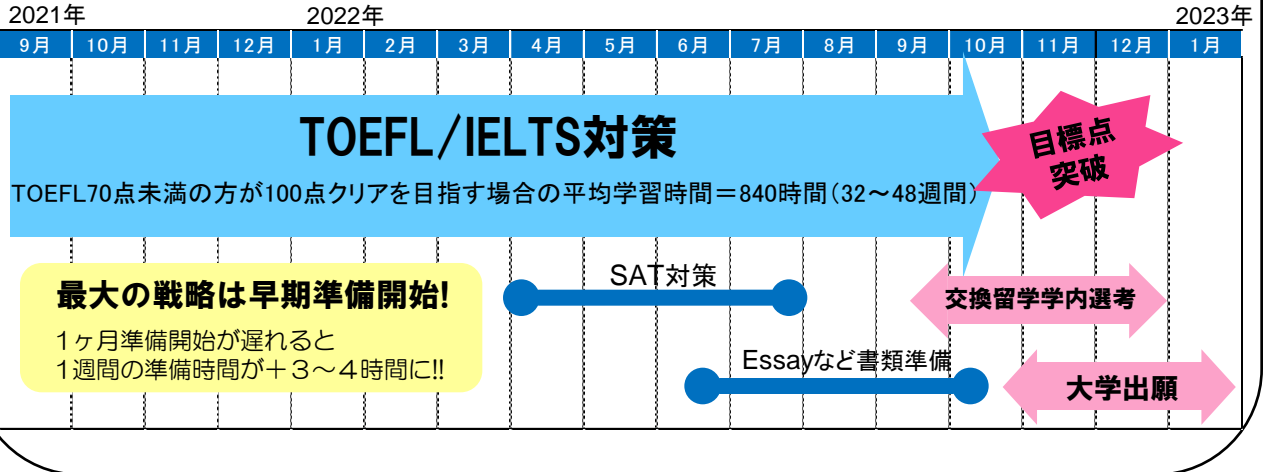 2021年 2022年 2023年
9月 10月 11月 12月 1月 2月 3月 4月 5月 6月 7月 8月 9月 10月 11月 12月 1月
TOEFL/IELTS対策
TOEFL70点未満の方が100点クリアを目指す場合の平均学習時間＝840時間（32～48週間）
目標点
突破
最大の戦略は早期準備開始!
1ヶ月準備開始が遅れると
1週間の準備時間が＋3～4時間に!!
SAT対策
交換留学学内選考
Essayなど書類準備
大学出願